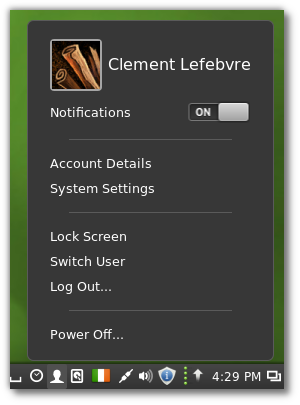 Clement Lefebvre
Notifications ON
Account Details
System Settings
Lock Screen
Switch User
Log Out...
Power Off...
4:29 PM